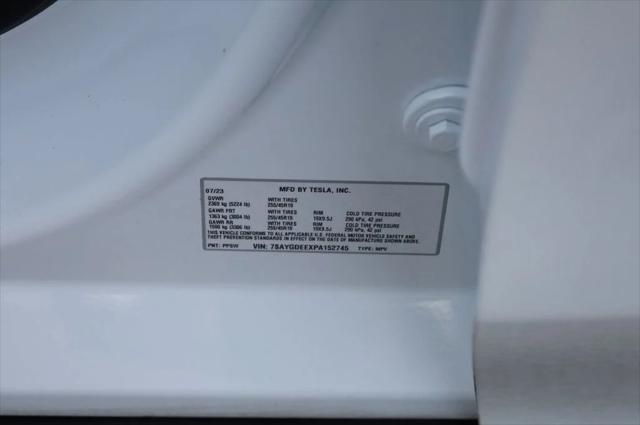 07/23 MFD BY TESLA, INC.
GVWR WITH TIRES
2369 kg (5224 lb) 255/45R19
GAWR FRT WITH TIRES RIM COLD TIRE PRESSURE
1363 kg (3004 lb) 255/45R19 19X9.5J 290 kPa, 42 psi
GAWR RR WITH TIRES RIM COLD TIRE PRESSURE
kg lb) 255/45R19 19X9.5J 290 kPa, 42 psi
THIS VEHICLE CONFORMS TO ALL APPLICABLE U.S. FEDERAL MOTOR VEHICLE SAFETY AND
THEFT PREVENTION STANDARDS IN EFFECT ON THE DATE OF MANUFACTURE SHOWN ABOVE.
PNT: PPSW VIN: 7SAYGDEEXPA152745 TYPE: MPV